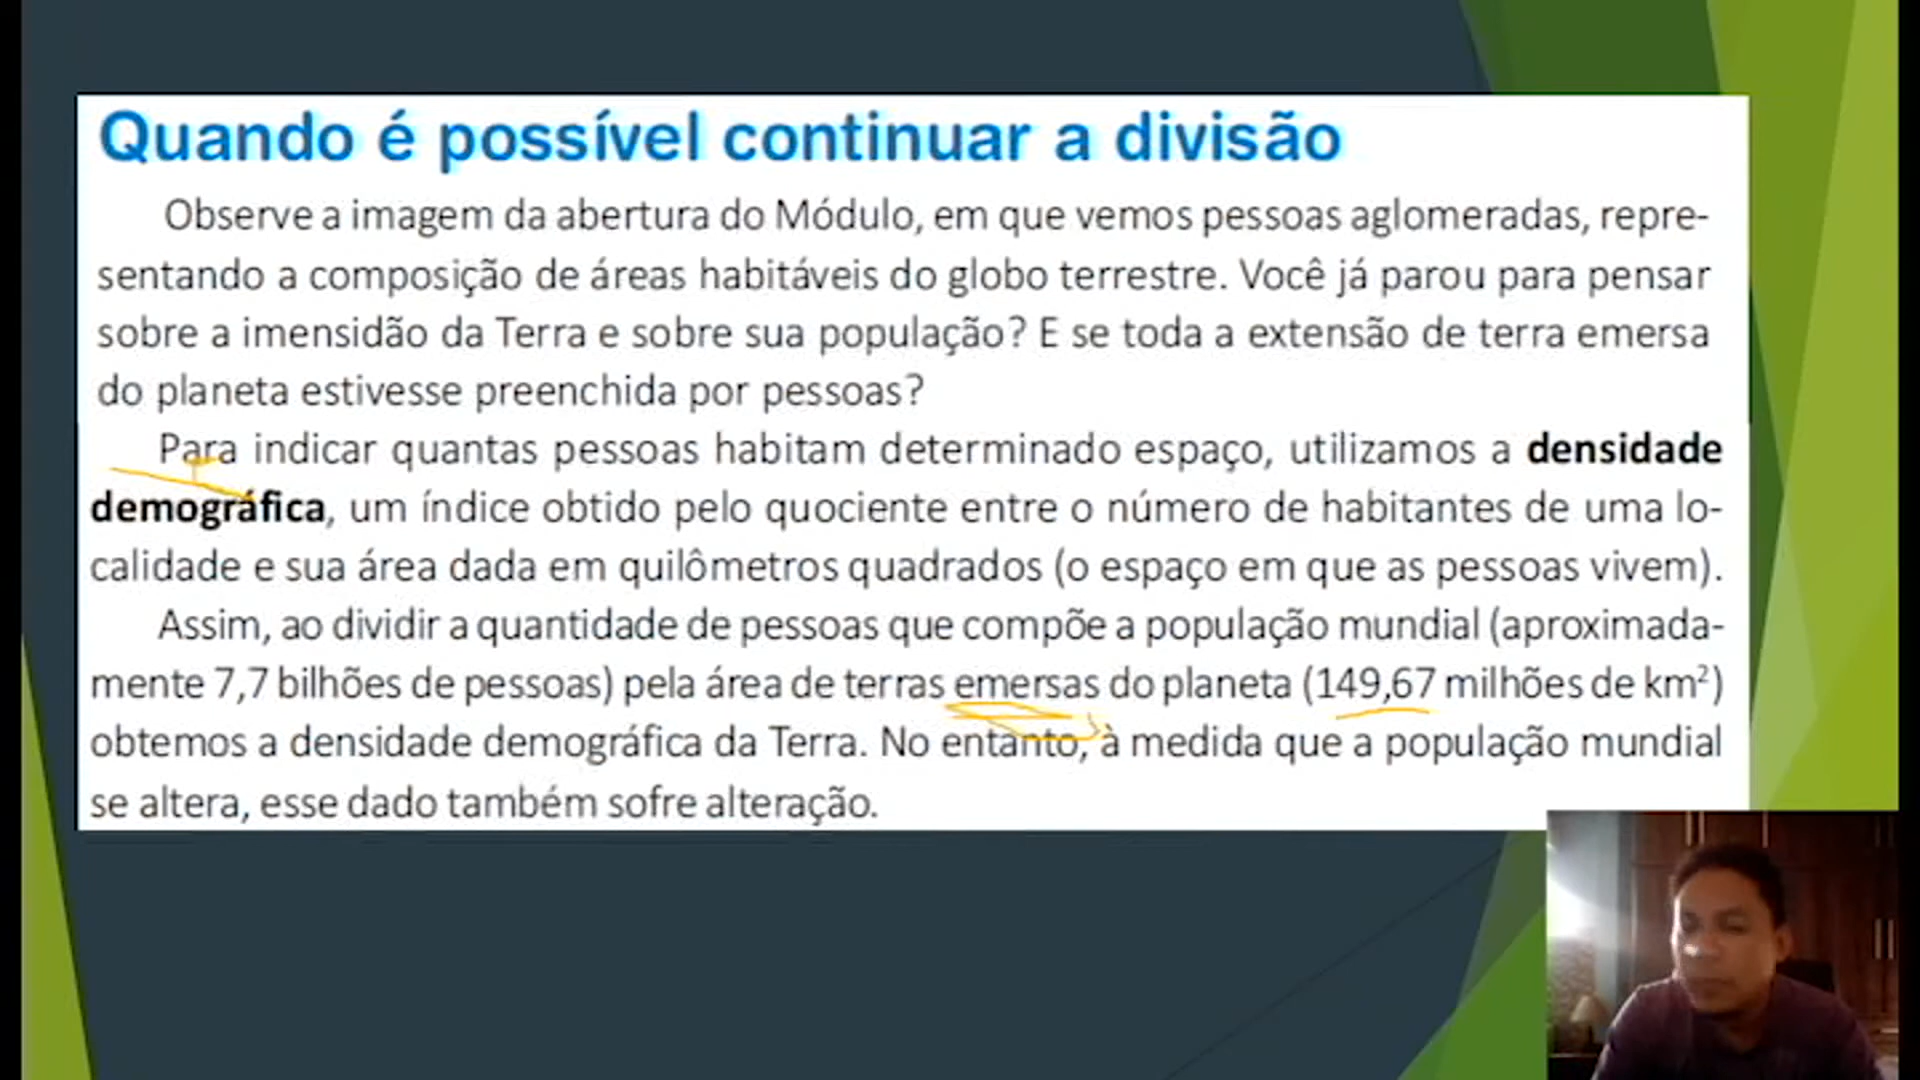 Quando é possível continuar a divisão
Observe a imagem da abertura do Módulo, em que vemos pessoas aglomeradas, repre-
sentando a composição de áreas habitáveis do globo terrestre. Você já parou para pensar
sobre a imensidão da Terra e sobre sua população? E se toda a extensão de terra emersa
do planeta estivesse preenchida por pessoas?
Para indicar quantas pessoas habitam determinado espaço, utilizamos a densidade
demográfica, um índice obtido pelo quociente entre o número de habitantes de uma lo-
calidade e sua área dada em quilômetros quadrados (o espaço em que as pessoas vivem).
Assim, ao dividir a quantidade de pessoas que compõe a população mundial (aproximada-
mente 7,7 bilhões de pessoas) pela área de terras emersas do planeta (149,67 milhões de km²)
obtemos a densidade demográfica da Terra. No entanto, à medida que a população mundial
se altera, esse dado também sofre alteração.